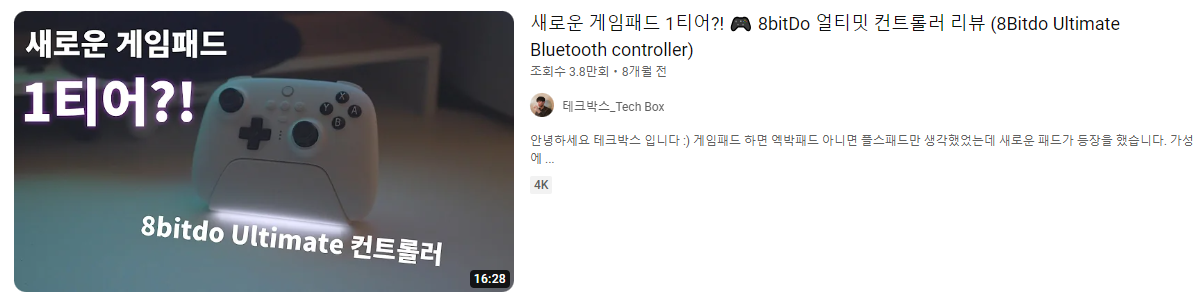 새로운 게임패드
1티어?!
8bitdo Ultimate 컨트롤러
16:28
X
Y
A
B
새로운 게임패드 1티어?! 🎮 8bitDo 얼티밋 컨트롤러 리뷰 (8Bitdo Ultimate
Bluetooth controller)
조회수 3.8만회 • 8개월 전
테크박스_Tech Box
안녕하세요 테크박스 입니다 :) 게임패드 하면 엑박패드 아니면 플스패드만 생각했었는데 새로운 패드가 등장을 했습니다. 가성
에 ...
4K